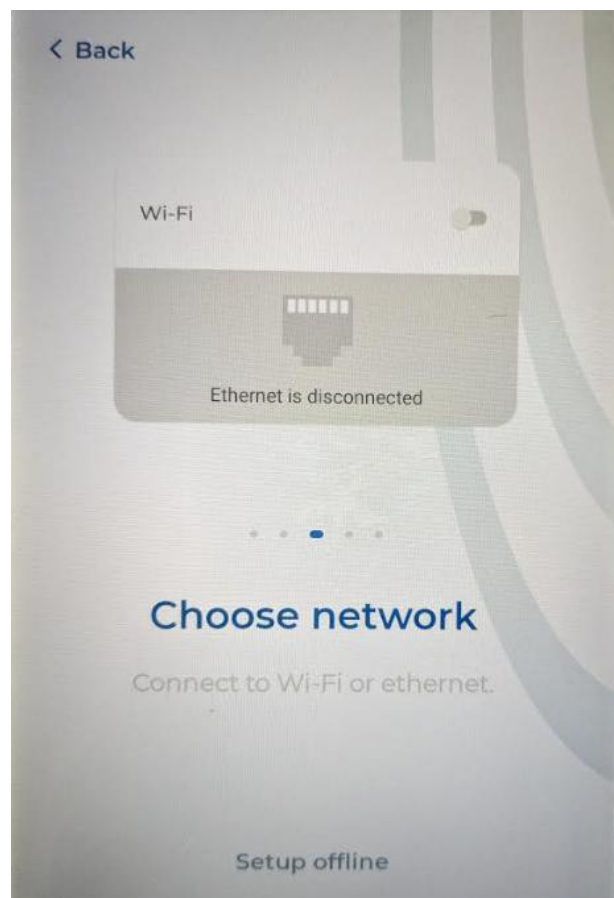 Back
Wi-Fi
Ethernet is disconnected
Choose network
Connect to Wi-Fi or ethernet.
Setup offline